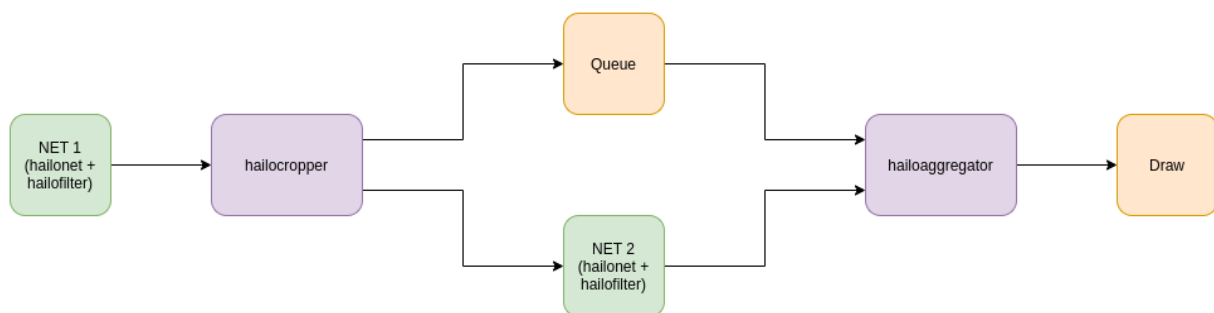 Queue
NET 1
(hailonet +
hailofilter)
hailocropper
hailoaggregator
Draw
NET 2
(hailonet +
hailofilter)